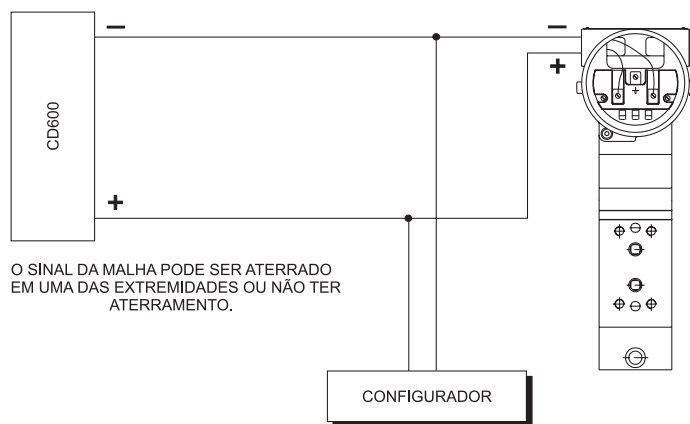 − −
+
CD600
+
O SINAL DA MALHA PODE SER ATERRADO
EM UMA DAS EXTREMIDADES OU NÃO TER
ATERRAMENTO.
CONFIGURADOR